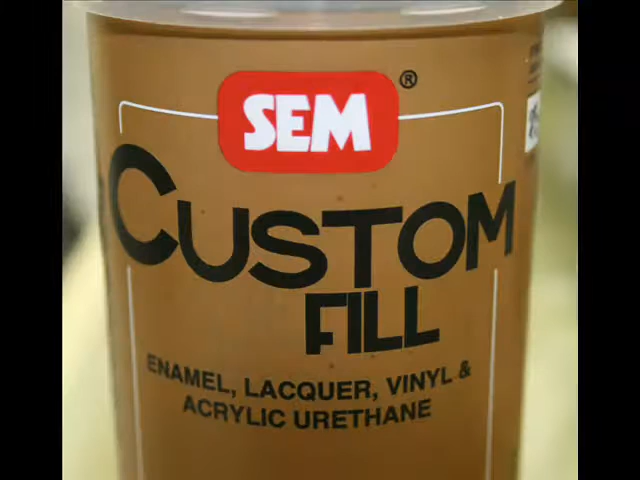 SEM®
CUSTOM
FILL
ENAMEL, LACQUER, VINYL &
ACRYLIC URETHANE